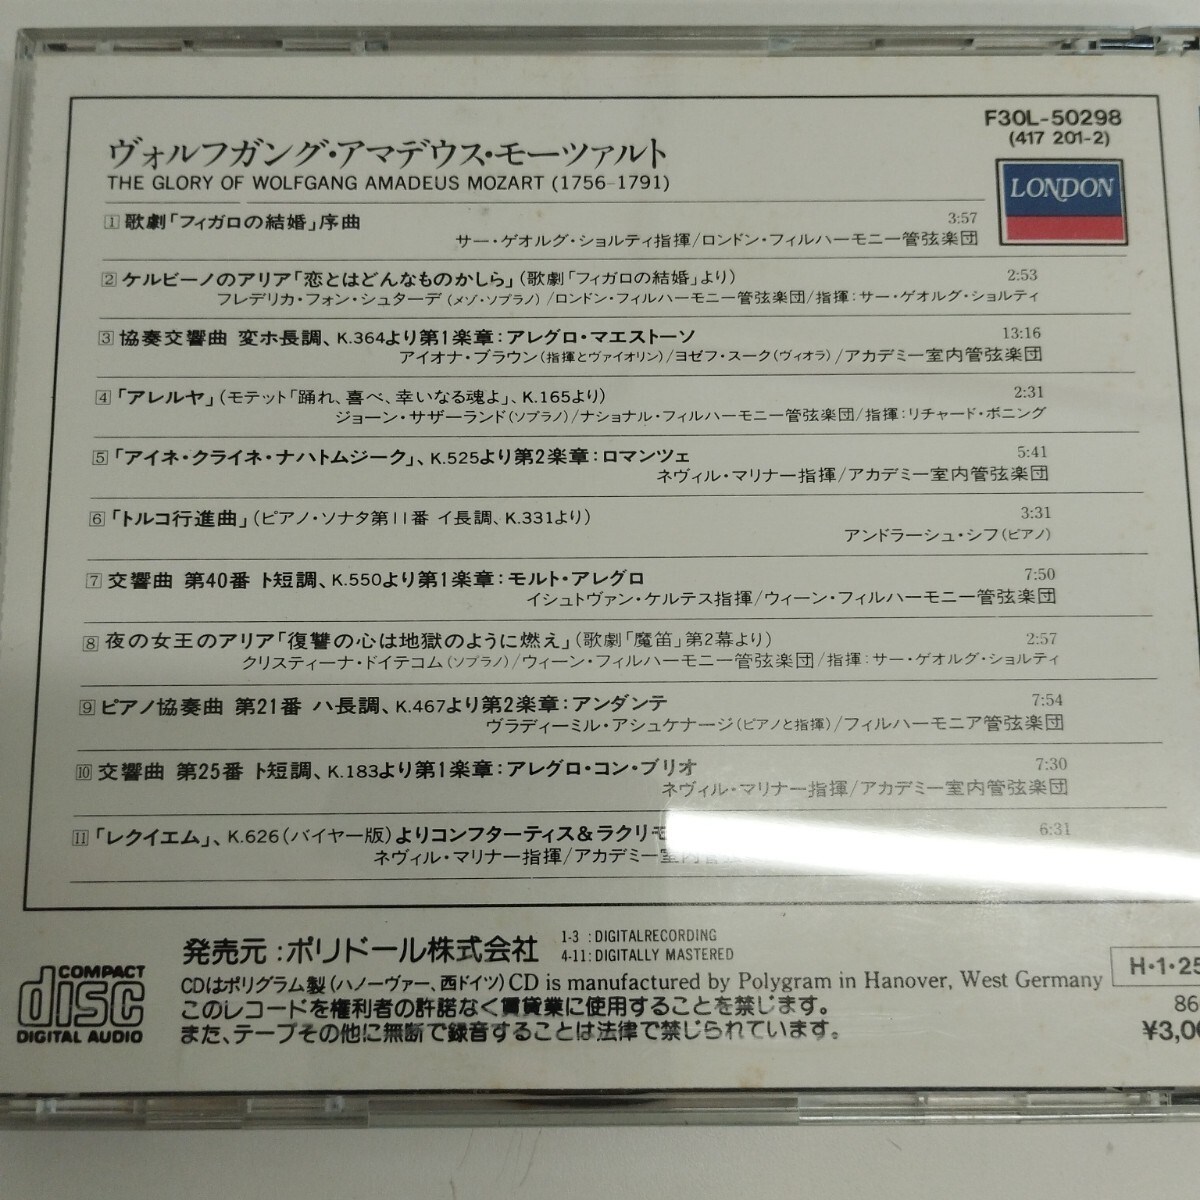 F30L-50298
(417 201-2)
LONDON
ヴォルフガング・アマデウス・モーツァルト
THE GLORY OF WOLFGANG AMADEUS MOZART (1756-1791)
1 歌劇「フィガロの結婚」序曲 3:57
サー・ゲオルグ・ショルティ指揮/ロンドン・フィルハーモニー管弦楽団
2 ケルビーノのアリア「恋とはどんなものかしら」(歌劇「フィガロの結婚」より) 2:53
フレデリカ・フォン・シュターデ(メゾ・ソプラノ)/ロンドン・フィルハーモニー管弦楽団/指揮:サー・ゲオルグ・ショルティ
3 協奏交響曲 変ホ長調、K.364より第1楽章:アレグロ・マエストーソ 13:16
アイオナ・ブラウン(指揮とヴァイオリン)/ヨゼフ・スーク(ヴィオラ)/アカデミー室内管弦楽団
4 「アレルヤ」(モテット「踊れ、喜べ、幸いなる魂よ」、K.165より) 2:31
ジョーン・サザーランド(ソプラノ)/ナショナル・フィルハーモニー管弦楽団/指揮:リチャード・ボニング
5 「アイネ・クライネ・ナハトムジーク」、K.525より第2楽章:ロマンツェ 5:41
ネヴィル・マリナー指揮/アカデミー室内管弦楽団
6 「トルコ行進曲」(ピアノ・ソナタ第11番 イ長調、K.331より) 3:31
アンドラーシュ・シフ(ピアノ)
7 交響曲 第40番 ト短調、K.550より第1楽章:モルト・アレグロ 7:50
イシュトヴァン・ケルテス指揮/ウィーン・フィルハーモニー管弦楽団
8 夜の女王のアリア「復讐の心は地獄のように燃え」(歌劇「魔笛」第2幕より) 2:57
クリスティーナ・ドイテコム(ソプラノ)/ウィーン・フィルハーモニー管弦楽団/指揮:サー・ゲオルグ・ショルティ
9 ピアノ協奏曲 第21番 ハ長調、K.467より第2楽章:アンダンテ 7:54
ヴラディーミル・アシュケナージ(ピアノと指揮)/フィルハーモニア管弦楽団
10 交響曲 第25番 ト短調、K.183より第1楽章:アレグロ・コン・ブリオ 7:30
ネヴィル・マリナー指揮/アカデミー室内管弦楽団
11 「レクイエム」、K.626(バイヤー版)よりコンフターティス&ラクリモ 6:31
ネヴィル・マリナー指揮/アカデミー室内管
発売元:ポリドール株式会社
1-3 :DIGITALRECORDING
4-11:DIGITALLY MASTERED
COMPACT
disc
DIGITAL AUDIO
CDはポリグラム製(ハノーヴァー、西ドイツ) CD is manufactured by Polygram in Hanover, West Germany
このレコードを権利者の許諾なく賃貸業に使用することを禁じます。
また、テープその他に無断で録音することは法律で禁じられています。
H・1・25
86
¥3,00